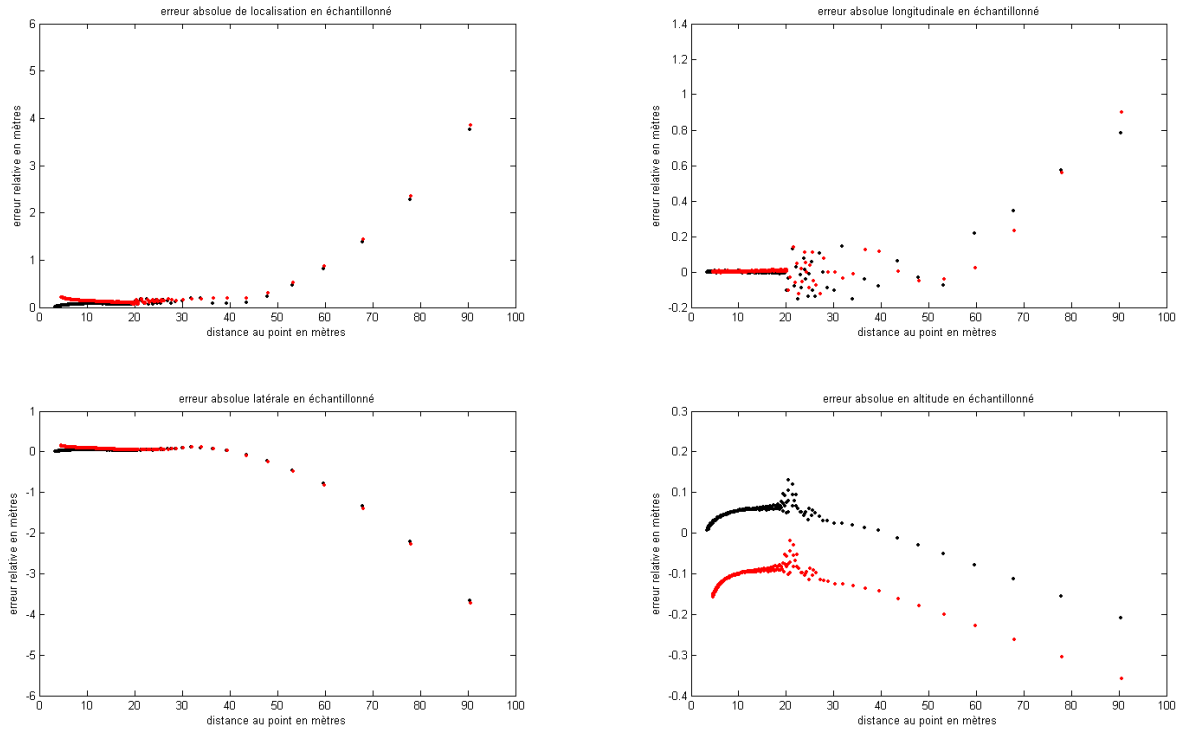 erreur absolue de localisation en échantillonné
6
5
4
3
2
1
0
erreur relative en mètres
0 10 20 30 40 50 60 70 80 90 100
distance au point en mètres
erreur absolue longitudinale en échantillonné
1.4
1.2
1
0.8
0.6
0.4
0.2
0
-0.2
erreur relative en mètres
0 10 20 30 40 50 60 70 80 90 100
distance au point en mètres
erreur absolue latérale en échantillonné
1
0
-1
-2
-3
-4
-5
-6
erreur relative en mètres
0 10 20 30 40 50 60 70 80 90 100
distance au point en mètres
erreur absolue en altitude en échantillonné
0.3
0.2
0.1
0
-0.1
-0.2
-0.3
-0.4
erreur relative en mètres
0 10 20 30 40 50 60 70 80 90 100
distance au point en mètres